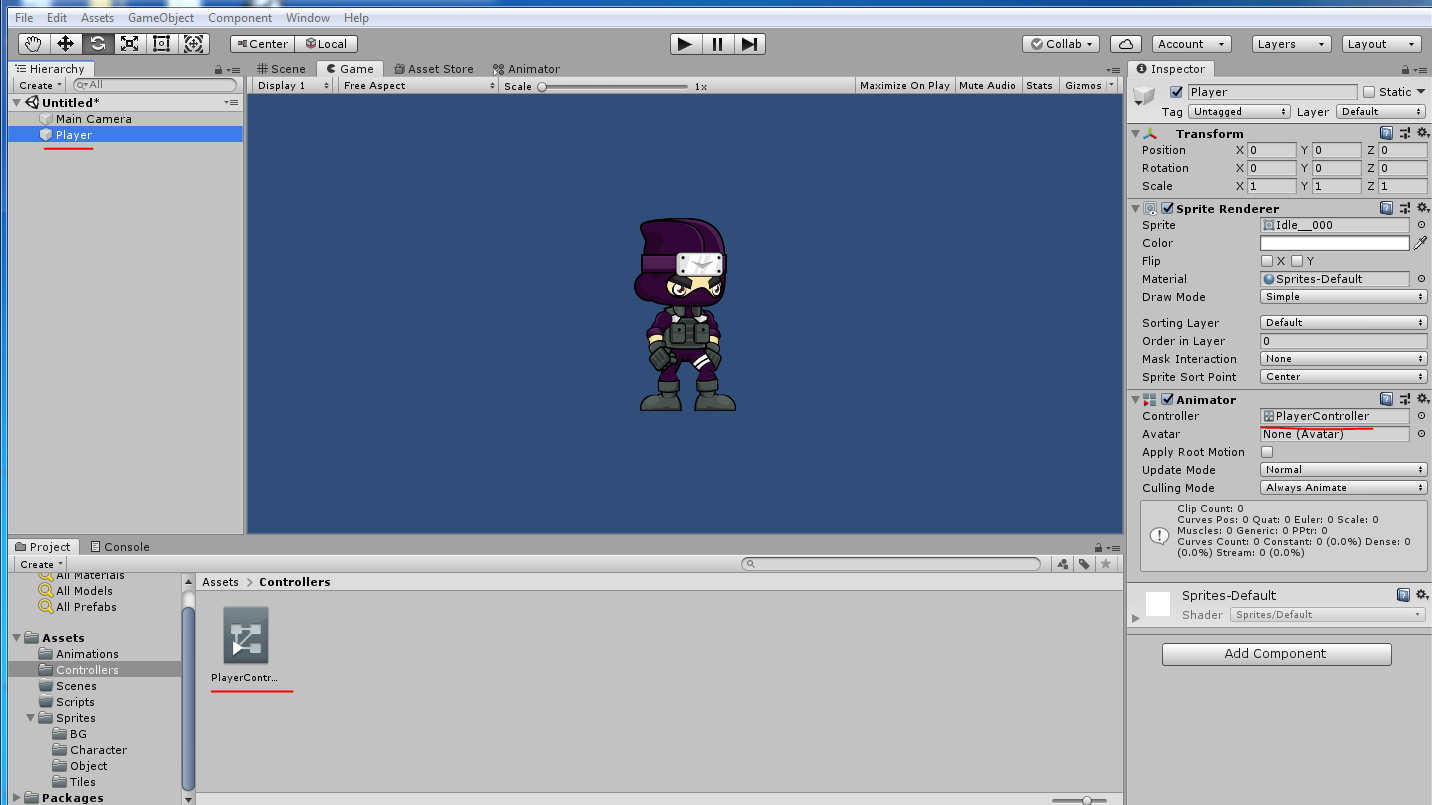 File Edit Assets GameObject Component Window Help
Center Local Collab Account Layers Layout
Hierarchy
Create All
Untitled*
Main Camera
Player
Scene Game Asset Store Animator
Display 1 Free Aspect Scale 1x Maximize On Play Mute Audio Stats Gizmos
Inspector
Player Static
Tag Untagged Layer Default
Transform
Position X 0 Y 0 Z 0
Rotation X 0 Y 0 Z 0
Scale X 1 Y 1 Z 1
Sprite Renderer
Sprite Idle__000
Color
Flip X Y
Material Sprites-Default
Draw Mode Simple
Sorting Layer Default
Order in Layer 0
Mask Interaction None
Sprite Sort Point Center
Animator
Controller PlayerController
Avatar None (Avatar)
Apply Root Motion
Update Mode Normal
Culling Mode Always Animate
Clip Count: 0
Curves Pos: 0 Quat: 0 Euler: 0 Scale: 0
Muscles: 0 Generic: 0 PPtr: 0
Curves Count: 0 Constant: 0 (0.0%) Dense: 0
(0.0%) Stream: 0 (0.0%)
Sprites-Default
Shader Sprites/Default
Add Component
Project Console
Create
All Materials
All Models
All Prefabs
Assets
Animations
Controllers
Scenes
Scripts
Sprites
BG
Character
Object
Tiles
Packages
Assets > Controllers
PlayerContr...